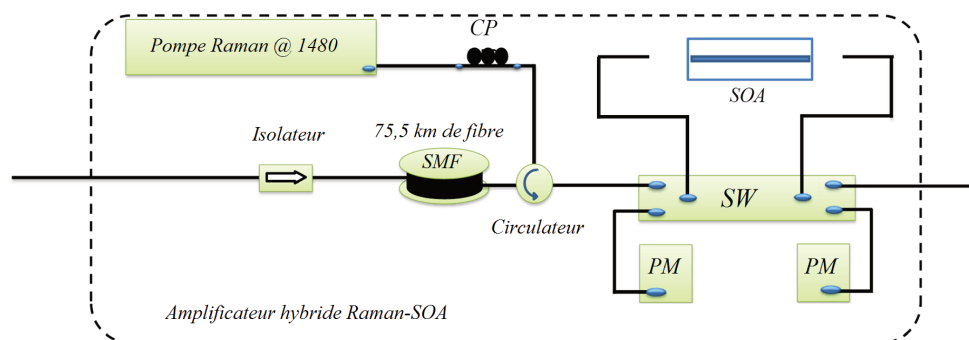 Pompe Raman @ 1480
CP
SOA
Isolateur
75,5 km de fibre
SMF
Circulateur
SW
PM
PM
Amplificateur hybride Raman-SOA